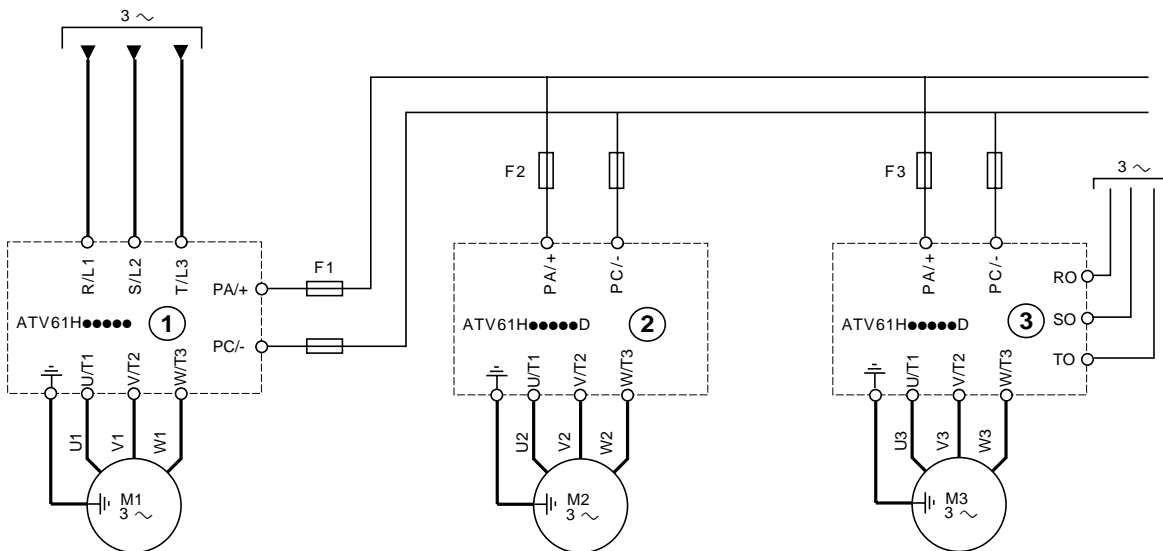 3 ∼
F2
F3
3 ∼
R/L1
S/L2
T/L3
PA/+
F1
PA/+
PC/-
PA/+
PC/-
RO
ATV61H●●●●●
1
ATV61H●●●●●D
2
ATV61H●●●●●D
3
SO
PC/-
TO
U/T1
V/T2
W/T3
U/T1
V/T2
W/T3
U/T1
V/T2
W/T3
U1
V1
W1
U2
V2
W2
U3
V3
W3
M1
3 ∼
M2
3 ∼
M3
3 ∼